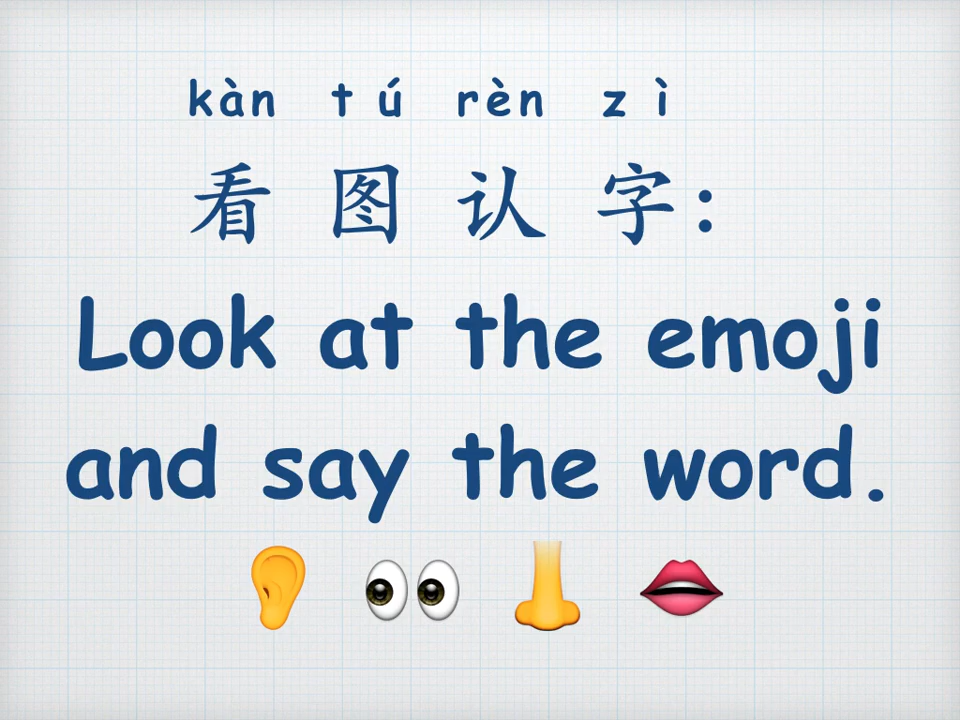 kàn tú rèn zì
看图认字:
Look at the emoji
and say the word.